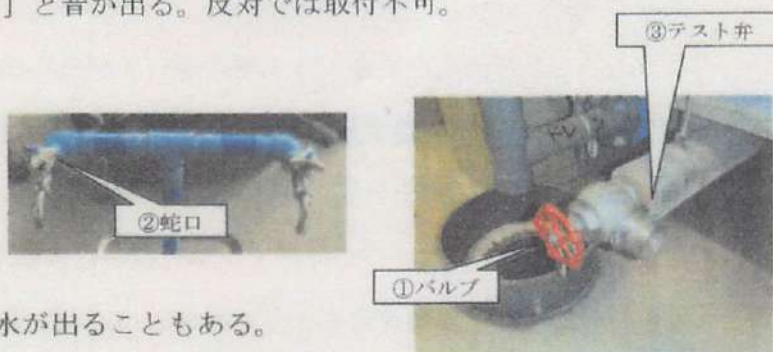 」と音が出る。反対では取付不可。
③テスト弁
②蛇口
①バルブ
水が出ることもある。